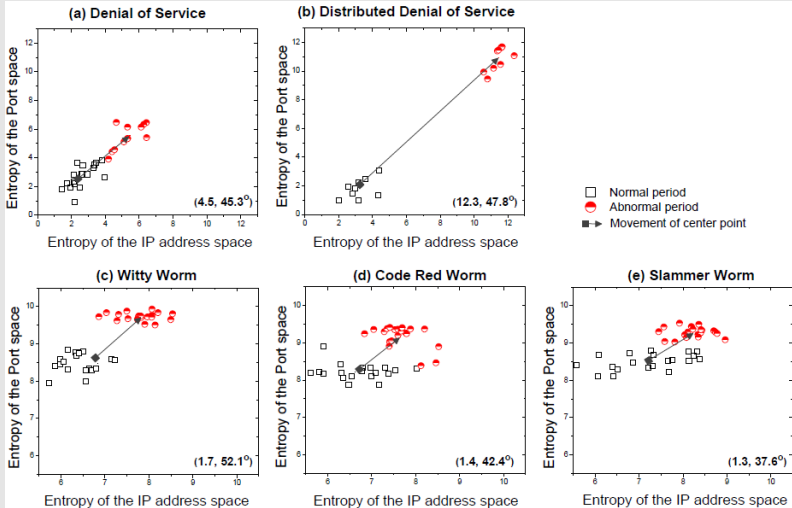 (a) Denial of Service
(b) Distributed Denial of Service
Entropy of the Port space
12
10
8
6
4
2
0
0 2 4 6 8 10 12
(4.5, 45.3°)
Entropy of the IP address space
Entropy of the Port space
12
10
8
6
4
2
0
0 2 4 6 8 10 12
(12.3, 47.8°)
Entropy of the IP address space
Normal period
Abnormal period
Movement of center point
(c) Witty Worm
(d) Code Red Worm
(e) Slammer Worm
Entropy of the Port space
10
9
8
7
6
6 7 8 9 10
(1.7, 52.1°)
Entropy of the IP address space
Entropy of the Port space
10
9
8
7
6
6 7 8 9 10
(1.4, 42.4°)
Entropy of the IP address space
Entropy of the Port space
10
9
8
7
6
6 7 8 9 10
(1.3, 37.6°)
Entropy of the IP address space